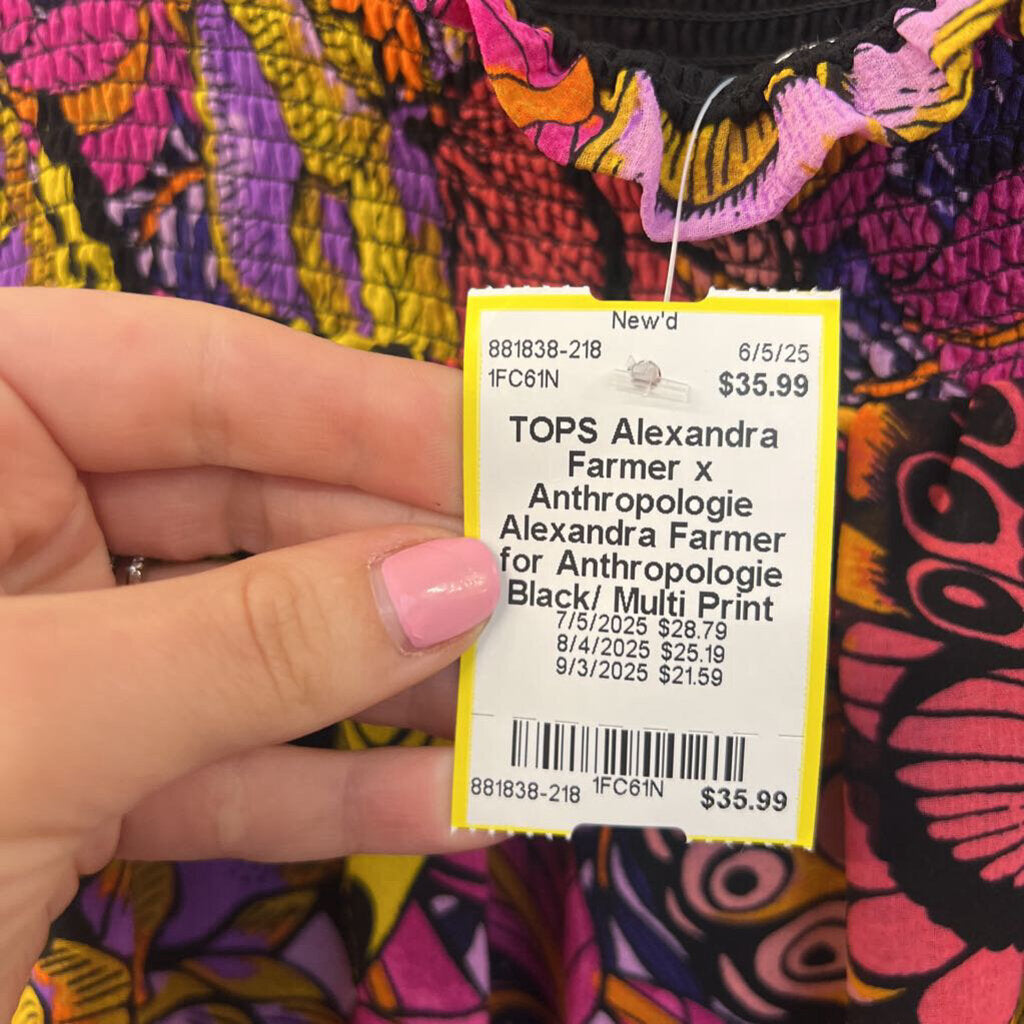 New'd
881838-218 6/5/25
1FC61N $35.99
TOPS Alexandra
Farmer x
Anthropologie
Alexandra Farmer
for Anthropologie
Black/ Multi Print
7/5/2025 $28.79
8/4/2025 $25.19
9/3/2025 $21.59
881838-218 1FC61N $35.99